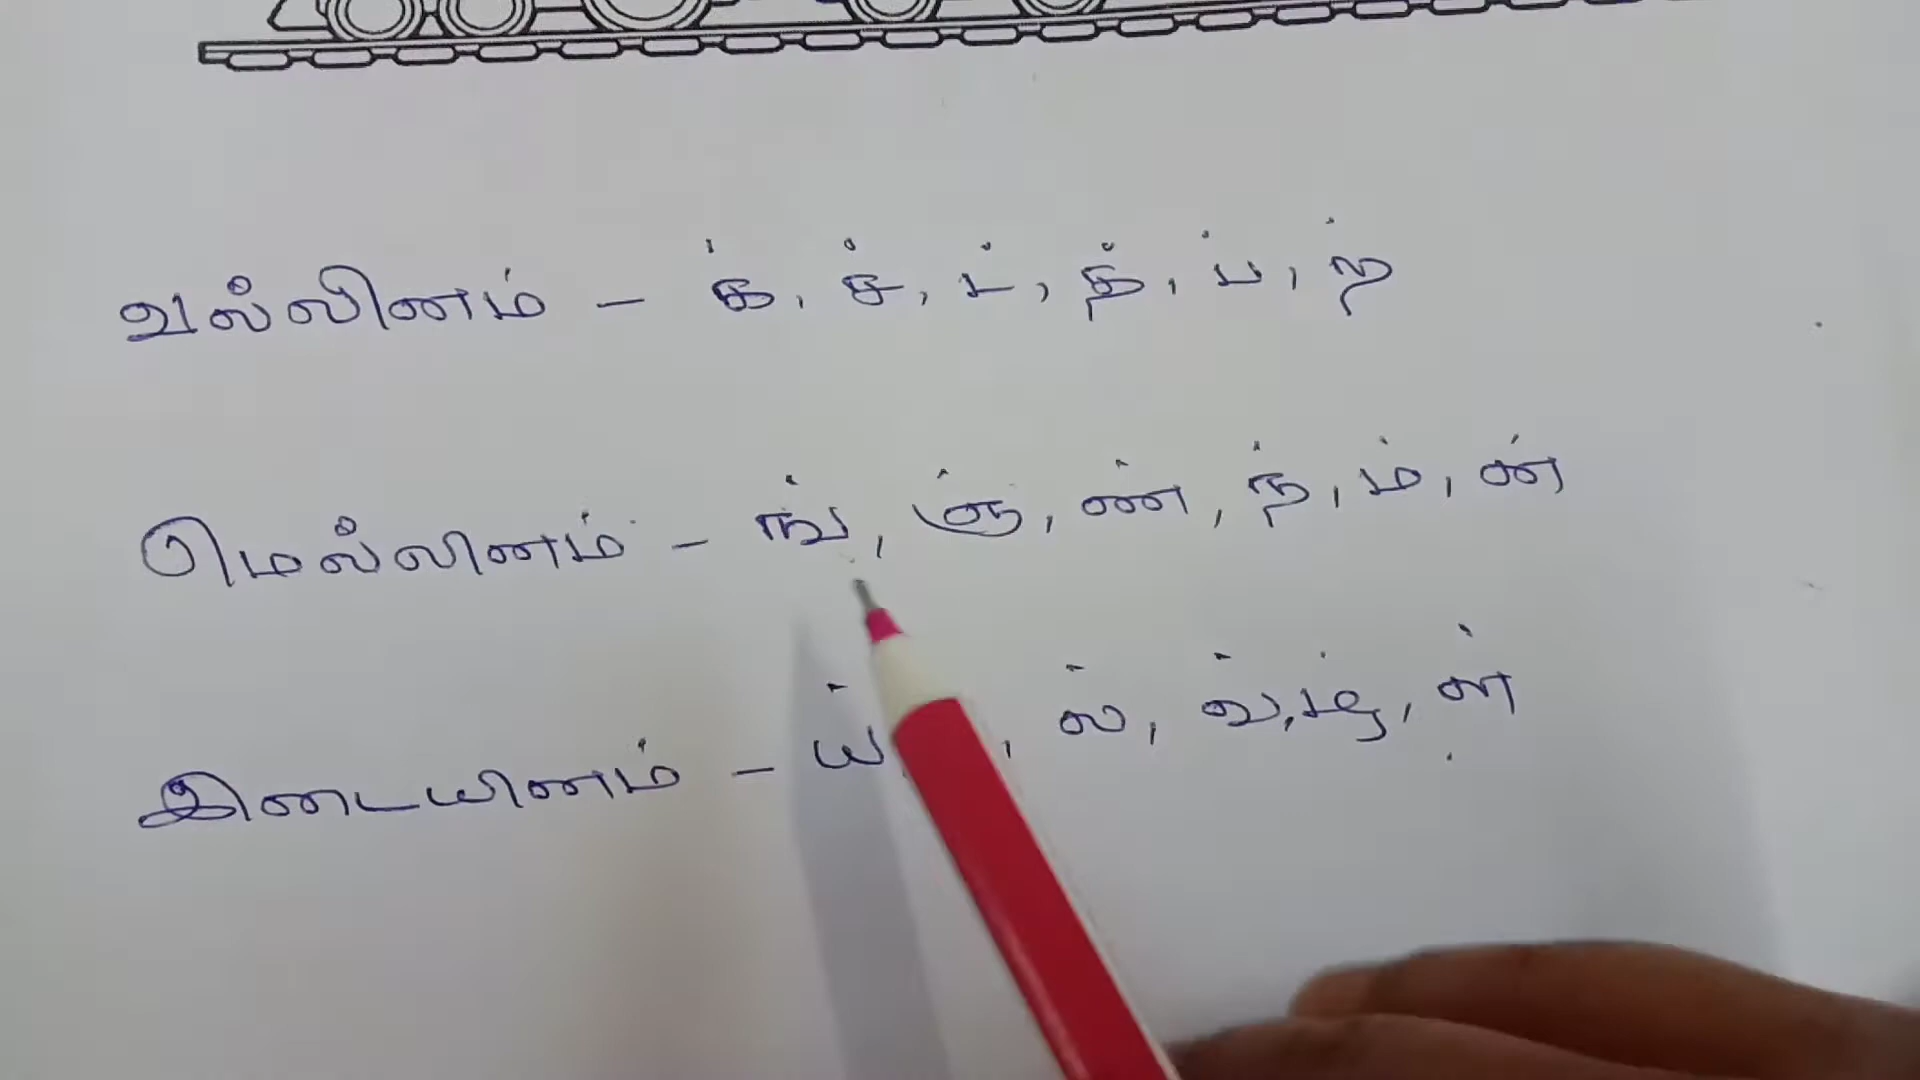 வல்லினம் - க், ச், ட், த், ப், ற்
மெல்லினம் - ங், ஞ், ண், ந், ம், ன்
இடையினம் - ய், , ல், வ், ழ், ள்